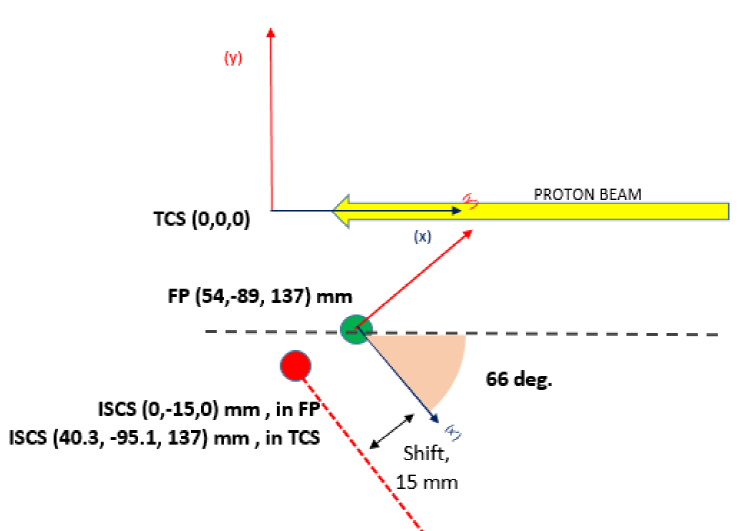 (y)
PROTON BEAM
(y')
TCS (0,0,0)
(x)
FP (54,-89, 137) mm
66 deg.
ISCS (0,-15,0) mm , in FP
ISCS (40.3, -95.1, 137) mm , in TCS
(x')
Shift,
15 mm